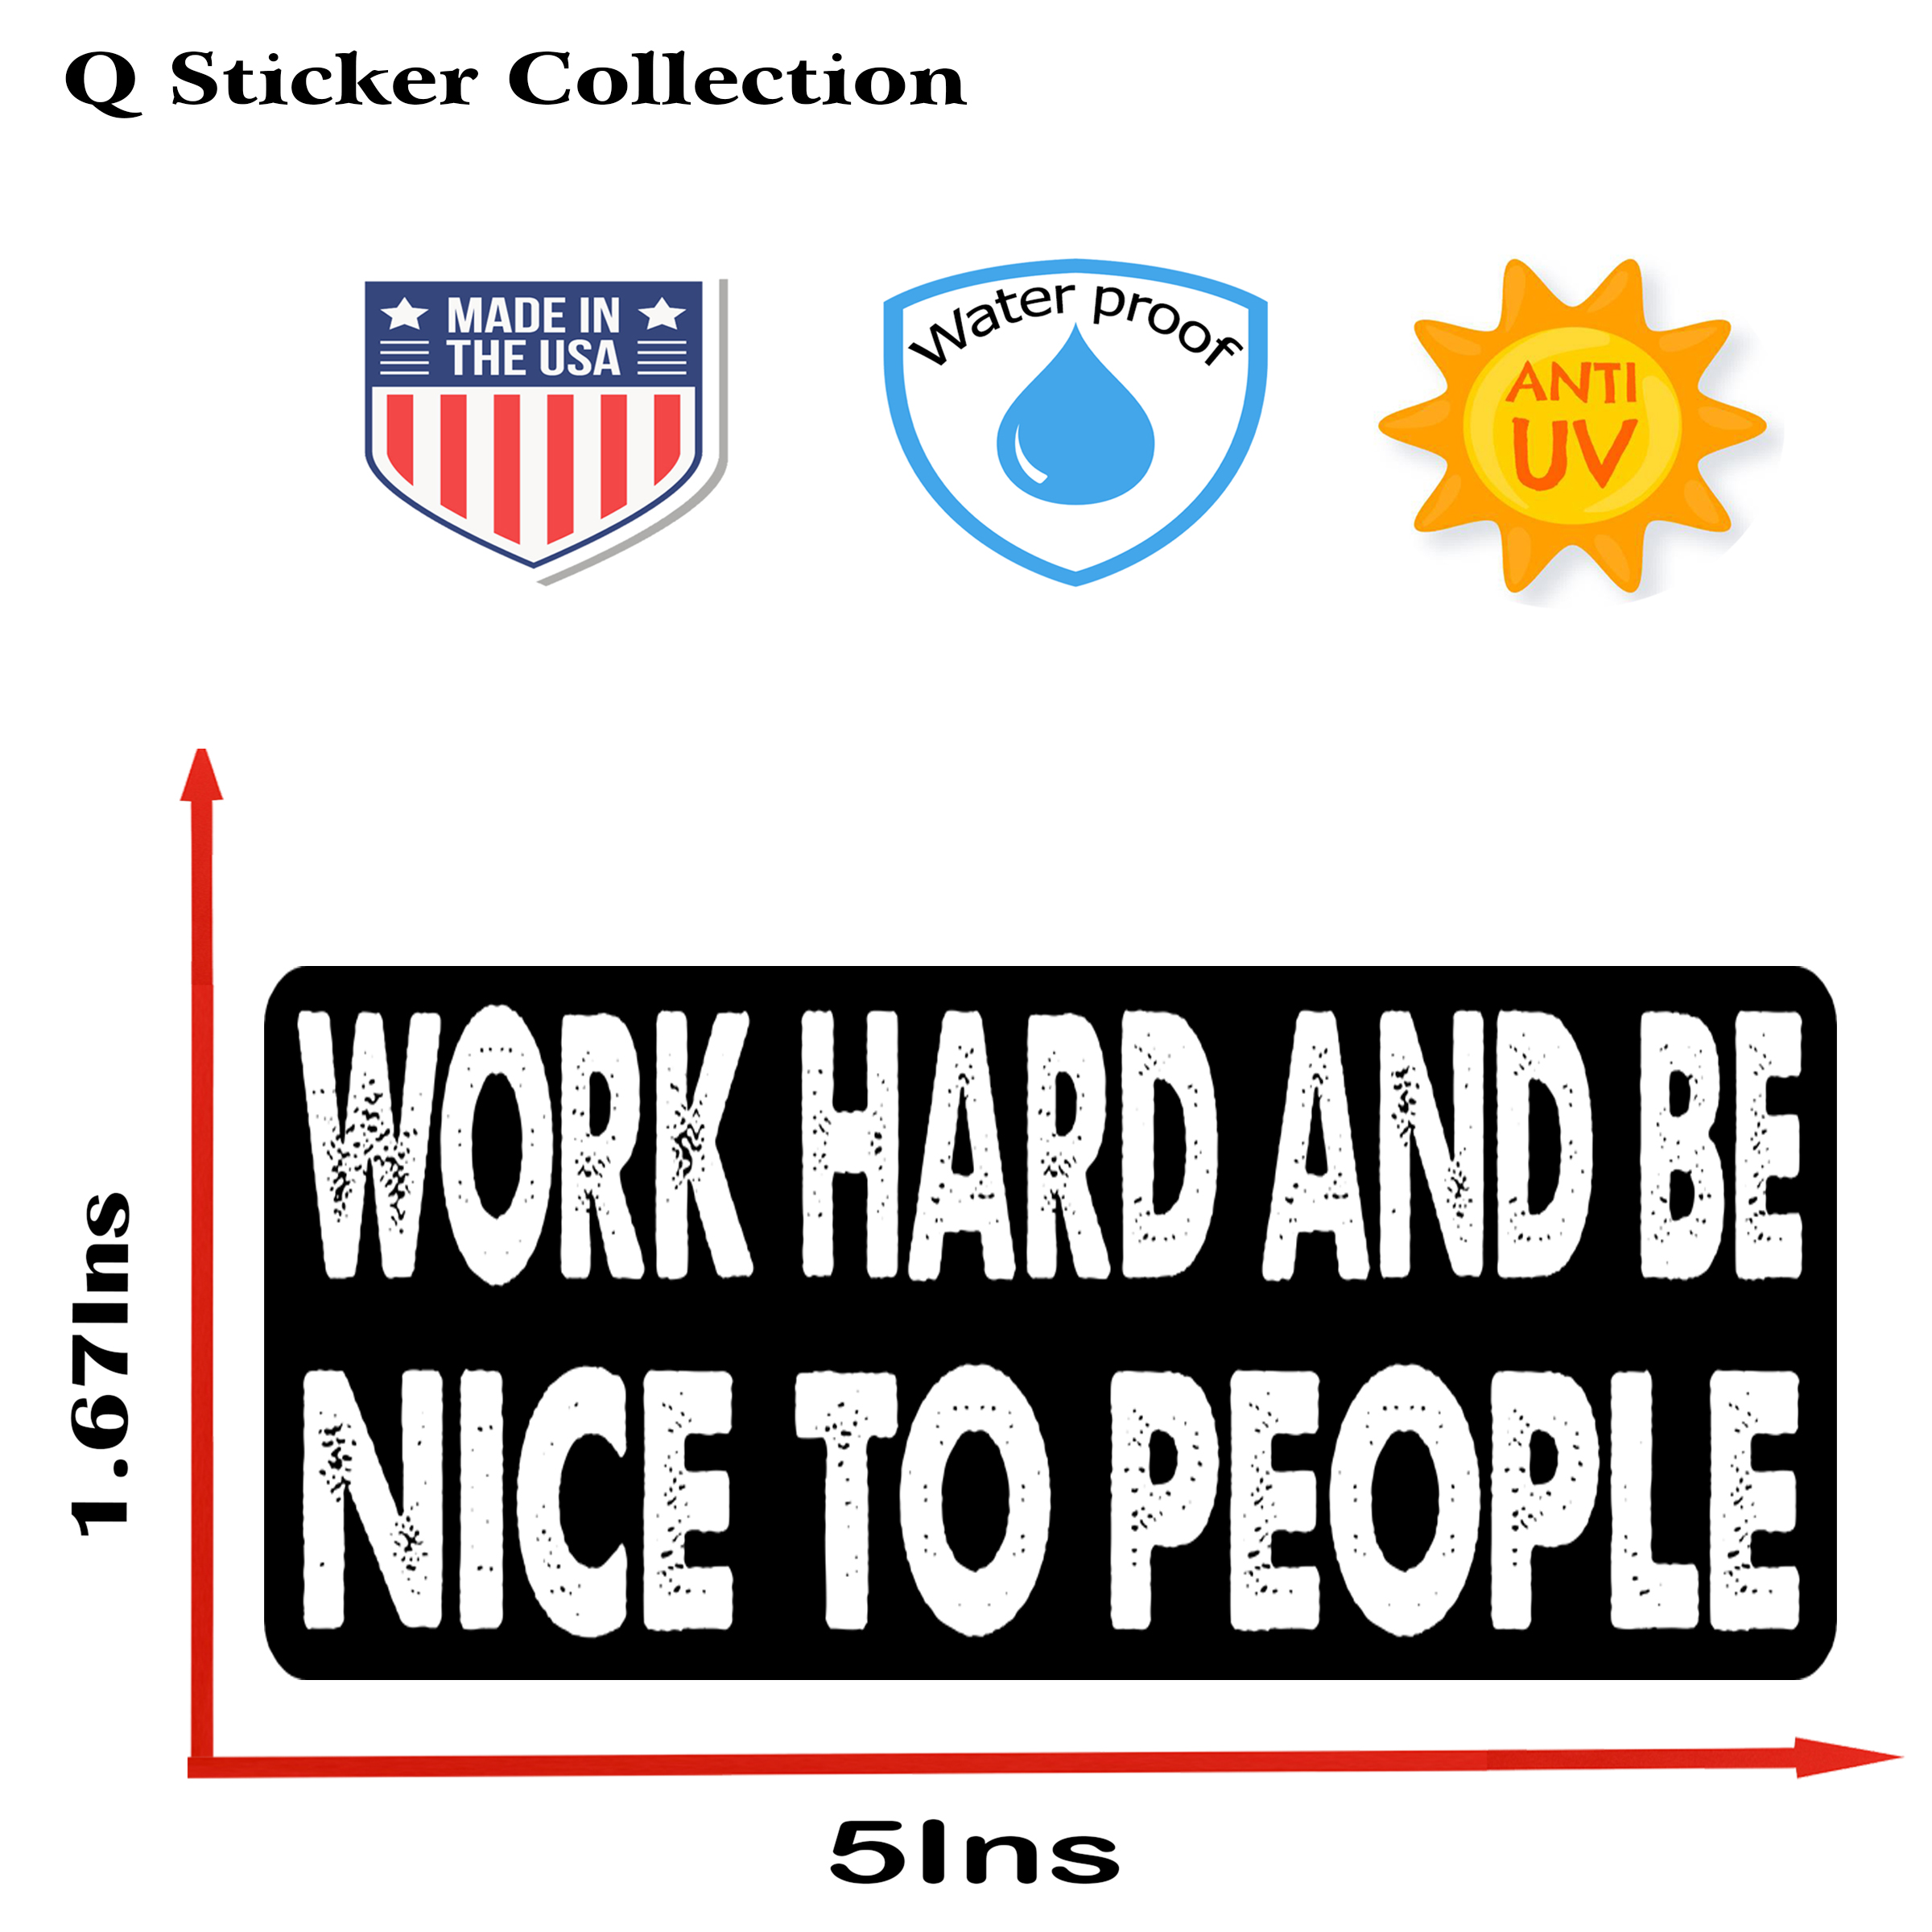 Q Sticker Collection
MADE IN
THE USA
Water proof
ANTI
UV
WORK HARD AND BE
NICE TO PEOPLE
1.67Ins
5Ins